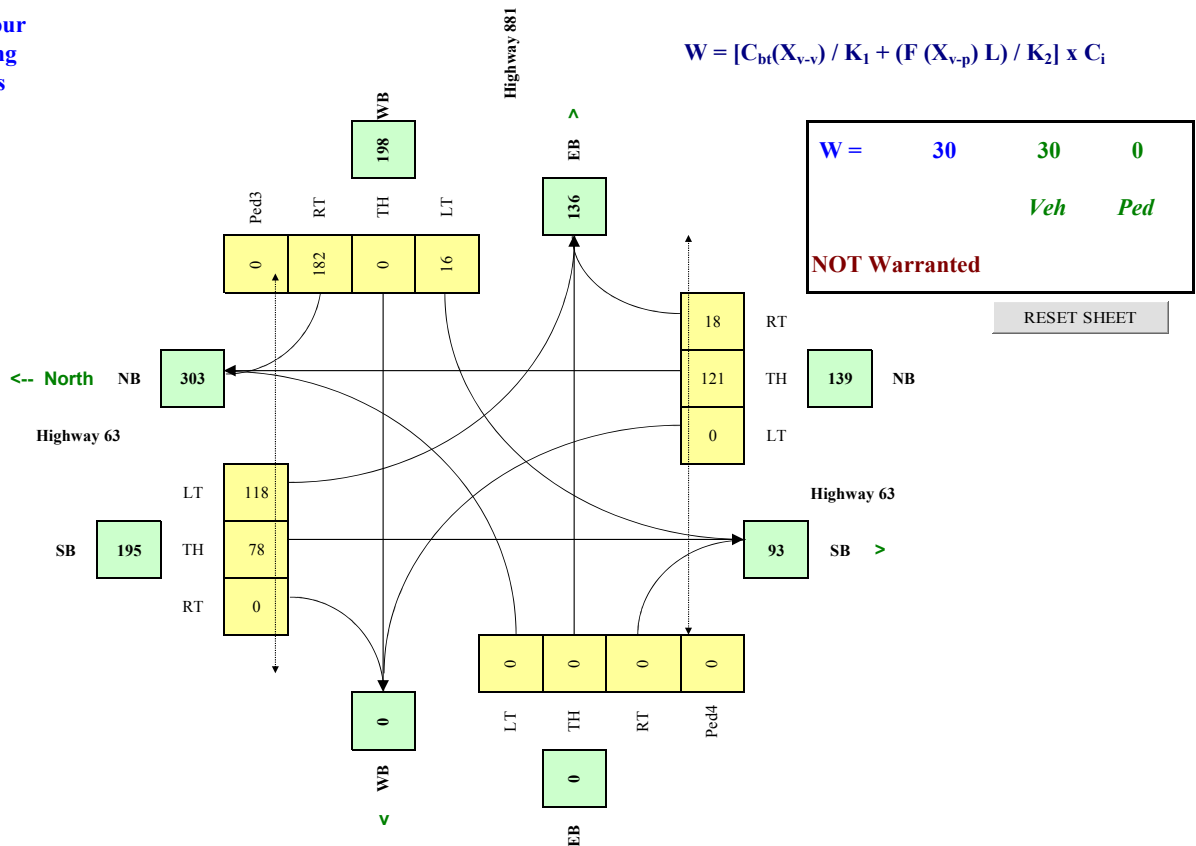 our
ng
s
Highway 881
W = [Cbt(Xv-v) / K1 + (F (Xv-p) L) / K2] x Ci
WB
198
^
EB
136
W = 30 30 0
Veh Ped
NOT Warranted
RESET SHEET
Ped3 RT TH LT
0 182 0 16
18 RT
<-- North NB 303
121 TH 139 NB
Highway 63
0 LT
LT 118
Highway 63
SB 195 TH 78
93 SB >
RT 0
0 0 0 0
LT TH RT Ped4
0
WB
v
0
EB